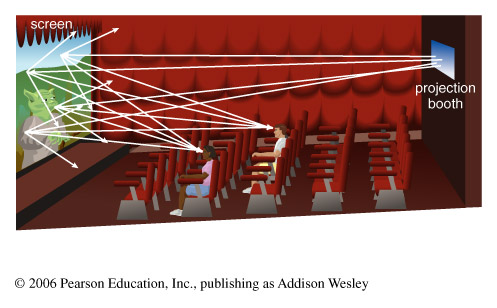 screen
projection
booth
© 2006 Pearson Education, Inc., publishing as Addison Wesley